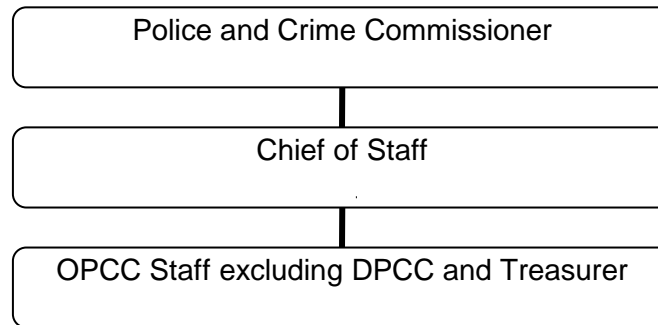 Police and Crime Commissioner
Chief of Staff
OPCC Staff excluding DPCC and Treasurer